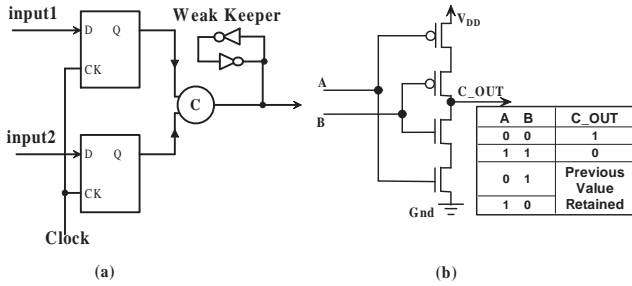 Weak Keeper
input1
D Q
CK
C
input2
D Q
CK
Clock
(a)
VDD
A
B
C_OUT
Gnd
A B C_OUT
0 0 1
1 1 0
0 1 Previous
Value
1 0 Retained
(b)